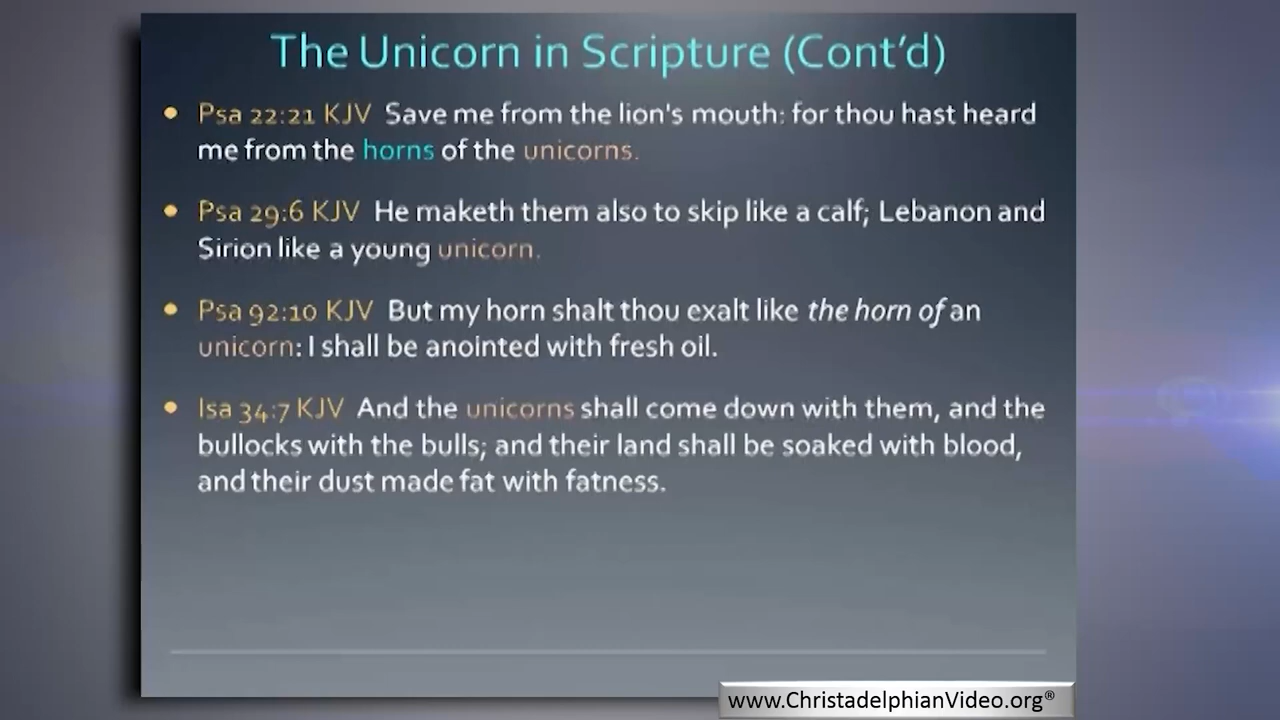 The Unicorn in Scripture (Cont'd)
• Psa 22:21 KJV Save me from the lion's mouth: for thou hast heard
me from the horns of the unicorns.
• Psa 29:6 KJV He maketh them also to skip like a calf; Lebanon and
Sirion like a young unicorn.
• Psa 92:10 KJV But my horn shalt thou exalt like the horn of an
unicorn: I shall be anointed with fresh oil.
• Isa 34:7 KJV And the unicorns shall come down with them, and the
bullocks with the bulls; and their land shall be soaked with blood,
and their dust made fat with fatness.
www.ChristadelphianVideo.org®